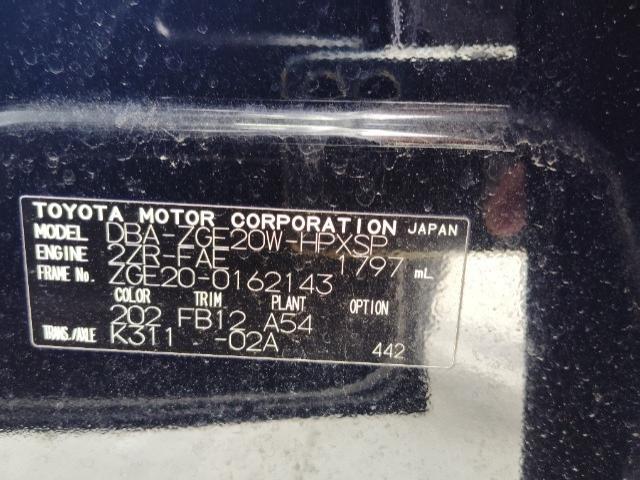 TOYOTA MOTOR CORPORATION JAPAN
MODEL DBA-ZGE20W-HPXSP
ENGINE 2ZR-FAE 1797 mL
FRAME No. ZGE20-0162143
COLOR TRIM PLANT OPTION
202 FB12 A54
TRANS./AXLE K311 -02A 442